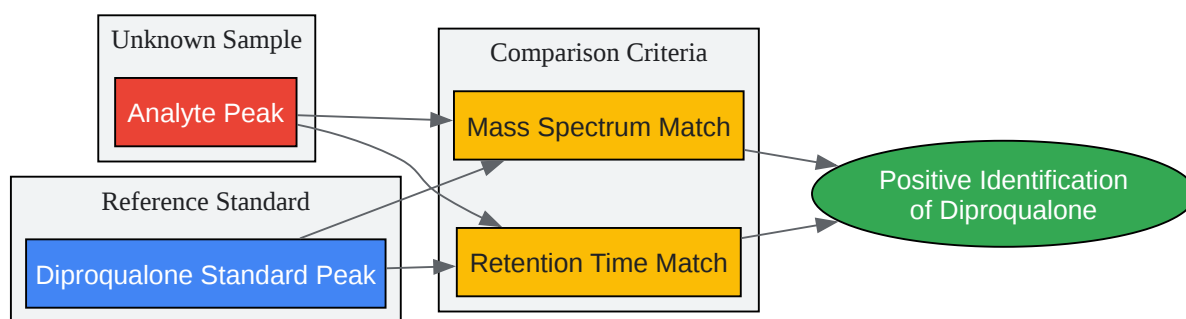 Unknown Sample
Analyte Peak
Reference Standard
Diproqualone Standard Peak
Comparison Criteria
Mass Spectrum Match
Retention Time Match
Positive Identification
of Diproqualone